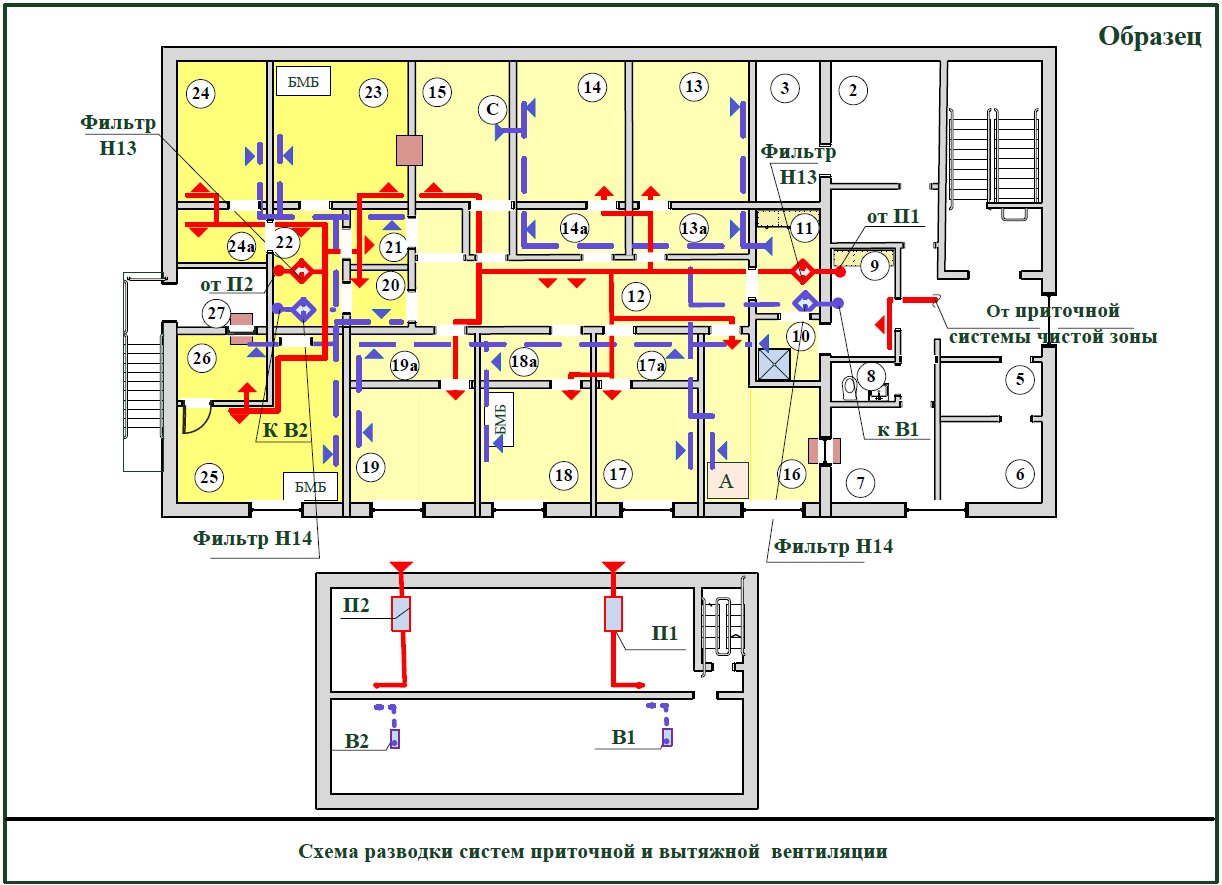 Образец
24
БМБ
23
15
14
13
3
2
С
Фильтр
Н13
Фильтр
Н13
от П1
24а
22
21
14а
13а
11
9
от П2
20
12
27
От приточной
системы чистой зоны
26
19а
18а
17а
10
8
5
БМБ
К В2
к В1
25
БМБ
19
18
17
А
16
7
6
Фильтр Н14
Фильтр Н14
П2
П1
В2
В1
Схема разводки систем приточной и вытяжной вентиляции